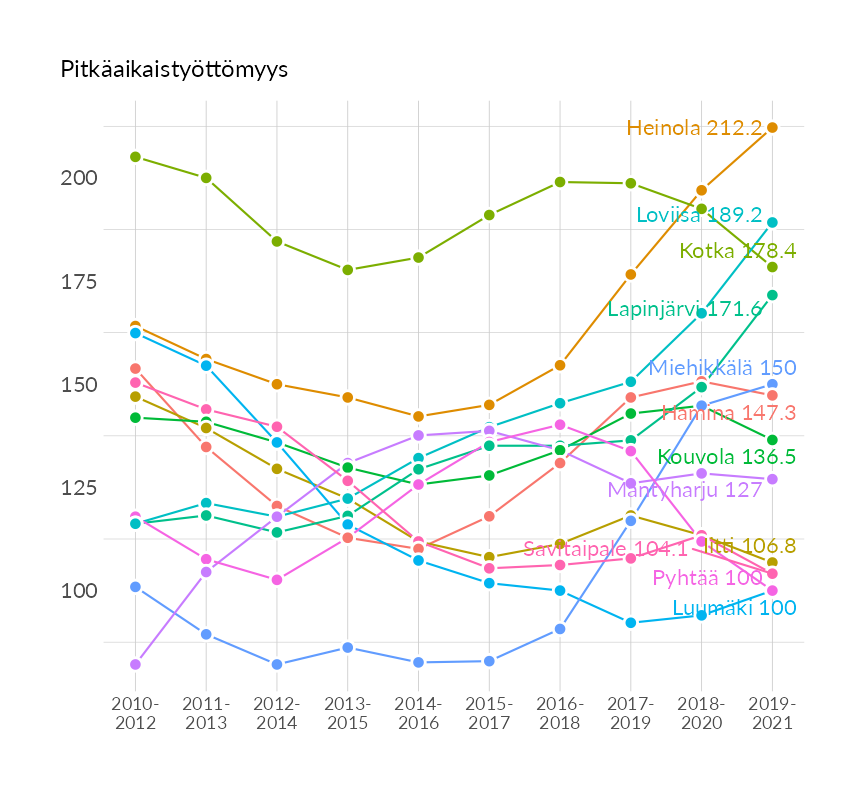 Pitkäaikaistyöttömyys
Heinola 212.2
200
Loviisa 189.2
Kotka 178.4
175
Lapinjärvi 171.6
Miehikkälä 150
150
Hamina 147.3
Kouvola 136.5
125
Mäntyharju 127
Iitti 106.8
Savitaipale 104.1
Pyhtää 100
100
Luumäki 100
2010-
2012
2011-
2013
2012-
2014
2013-
2015
2014-
2016
2015-
2017
2016-
2018
2017-
2019
2018-
2020
2019-
2021